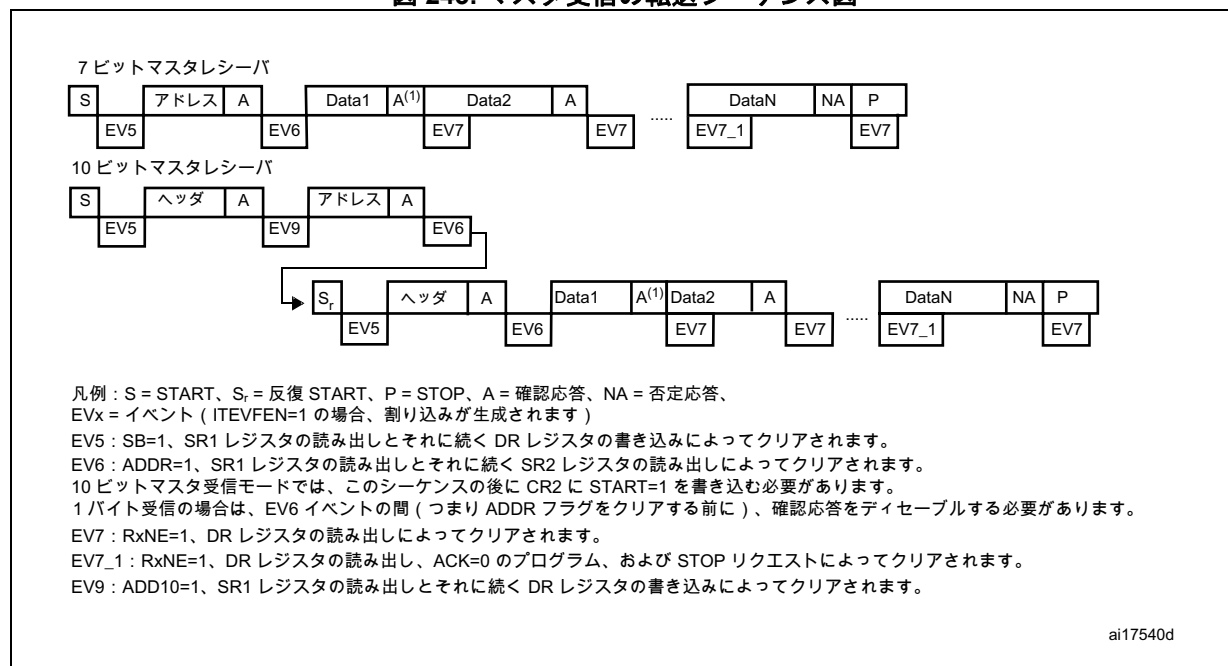 7 ビットマスタレシーバ
S アドレス A Data1 A(1) Data2 A ..... DataN NA P
EV5 EV6 EV7 EV7 EV7_1 EV7
10 ビットマスタレシーバ
S ヘッダ A アドレス A
EV5 EV9 EV6
Sr ヘッダ A Data1 A(1) Data2 A ..... DataN NA P
EV5 EV6 EV7 EV7 EV7_1 EV7
凡例：S = START、Sr = 反復 START、P = STOP、A = 確認応答、NA = 否定応答、
EVx = イベント ( ITEVFEN=1 の場合、割り込みが生成されます )
EV5：SB=1、SR1 レジスタの読み出しとそれに続く DR レジスタの書き込みによってクリアされます。
EV6：ADDR=1、SR1 レジスタの読み出しとそれに続く SR2 レジスタの読み出しによってクリアされます。
10 ビットマスタ受信モードでは、このシーケンスの後に CR2 に START=1 を書き込む必要があります。
1 バイト受信の場合は、EV6 イベントの間 ( つまり ADDR フラグをクリアする前に )、確認応答をディセーブルする必要があります。
EV7：RxNE=1、DR レジスタの読み出しによってクリアされます。
EV7_1：RxNE=1、DR レジスタの読み出し、ACK=0 のプログラム、および STOP リクエストによってクリアされます。
EV9：ADD10=1、SR1 レジスタの読み出しとそれに続く DR レジスタの書き込みによってクリアされます。
ai17540d